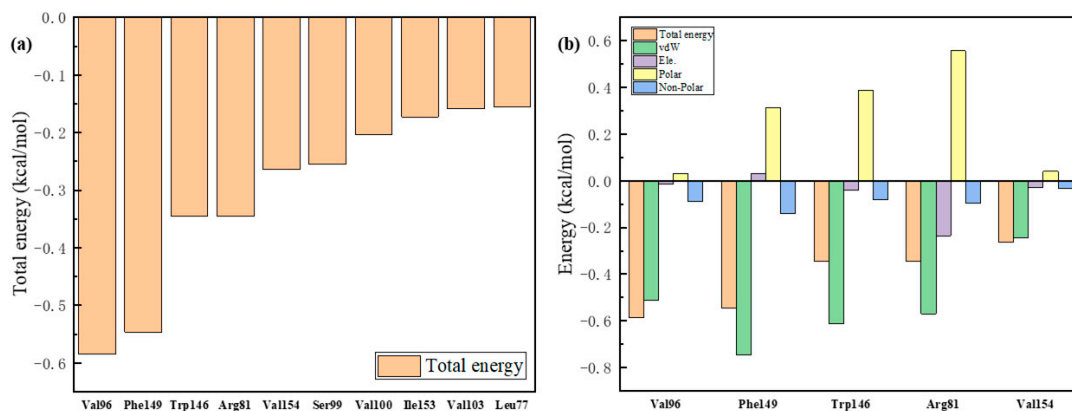 (a)
Total energy (kcal/mol)
0.0
−0.1
−0.2
−0.3
−0.4
−0.5
−0.6
Total energy
Val96 Phe149 Trp146 Arg81 Val154 Ser99 Val100 Ile153 Val103 Leu77
(b)
Energy (kcal/mol)
0.6
0.4
0.2
0.0
−0.2
−0.4
−0.6
−0.8
Total energy
vdW
Ele.
Polar
Non-Polar
Val96 Phe149 Trp146 Arg81 Val154